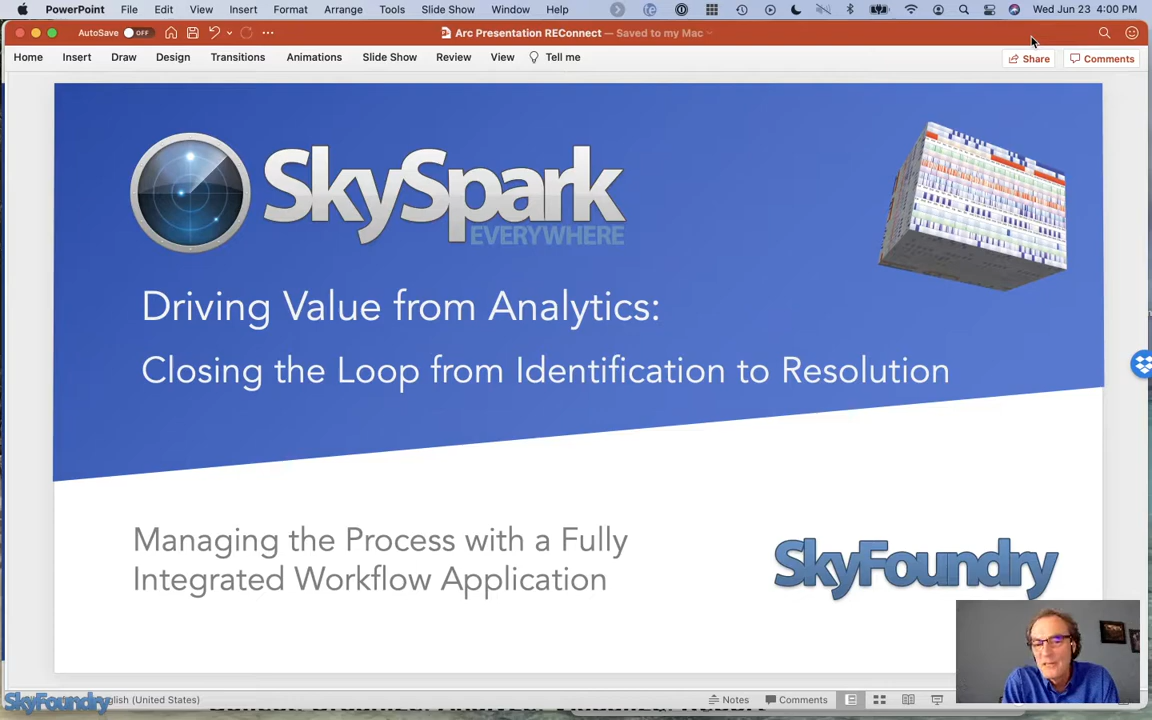 PowerPoint File Edit View Insert Format Arrange Tools Slide Show Window Help Wed Jun 23 4:00 PM
AutoSave OFF Arc Presentation REConnect — Saved to my Mac
Home Insert Draw Design Transitions Animations Slide Show Review View Tell me Share Comments
SkySpark
EVERYWHERE
Driving Value from Analytics:
Closing the Loop from Identification to Resolution
Managing the Process with a Fully
Integrated Workflow Application
SkyFoundry
SkyFoundry English (United States) Notes Comments